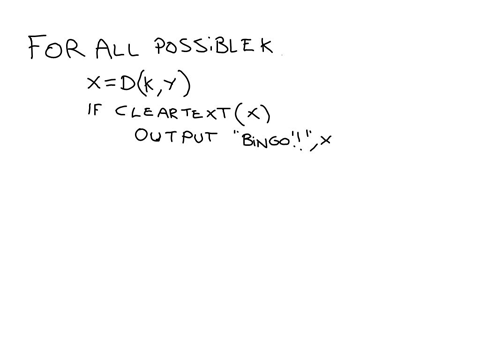 FOR ALL POSSIBLE K
X=D(K,Y)
IF CLEARTEXT(X)
OUTPUT "BINGO!!",X